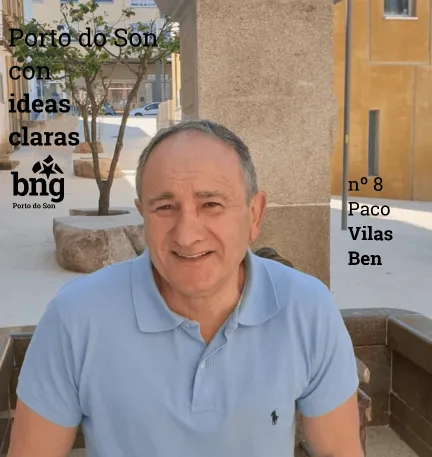 Porto do Son
con
ideas
claras
bng
Porto do Son
nº 8
Paco
Vilas
Ben